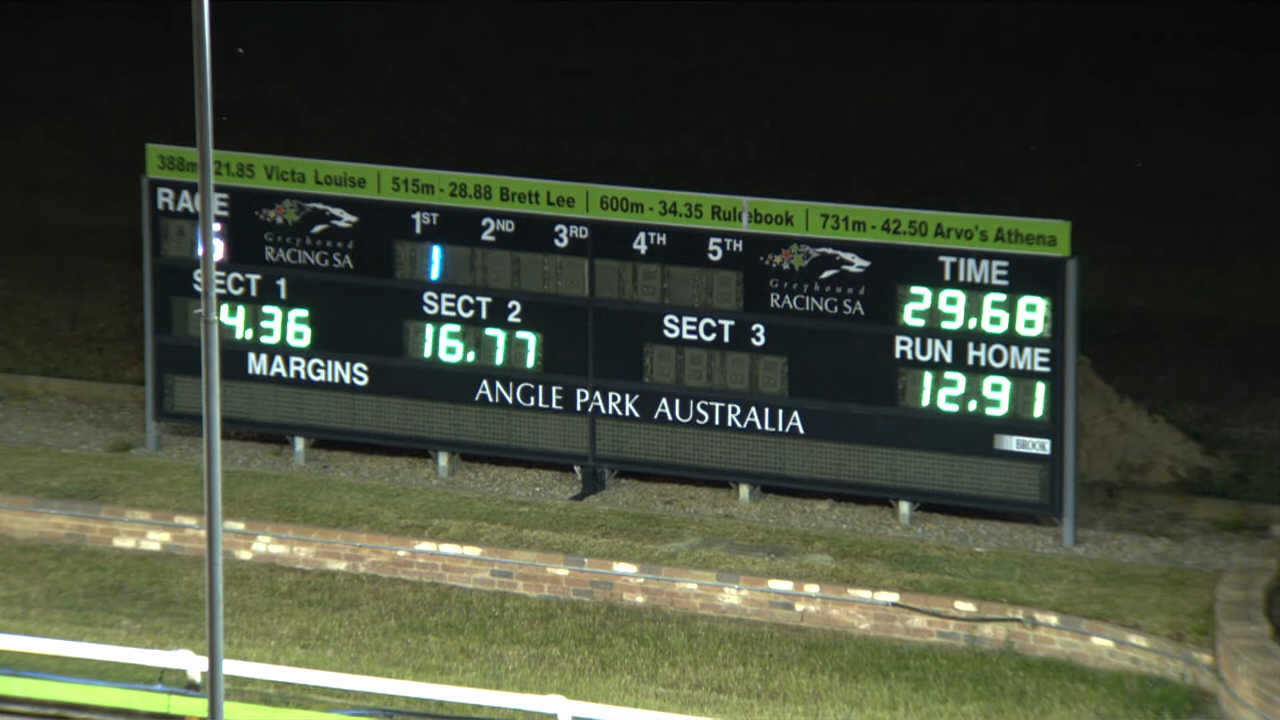 388m - 21.85 Victa Louise | 515m - 28.88 Brett Lee | 600m - 34.35 Rulebook | 731m - 42.50 Arvo's Athena
RACE
Greyhound
RACING SA
1ST 2ND 3RD 4TH 5TH
1
Greyhound
RACING SA
TIME
29.68
SECT 1
4.36
SECT 2
16.77
SECT 3
RUN HOME
12.91
MARGINS
ANGLE PARK AUSTRALIA
BROOK